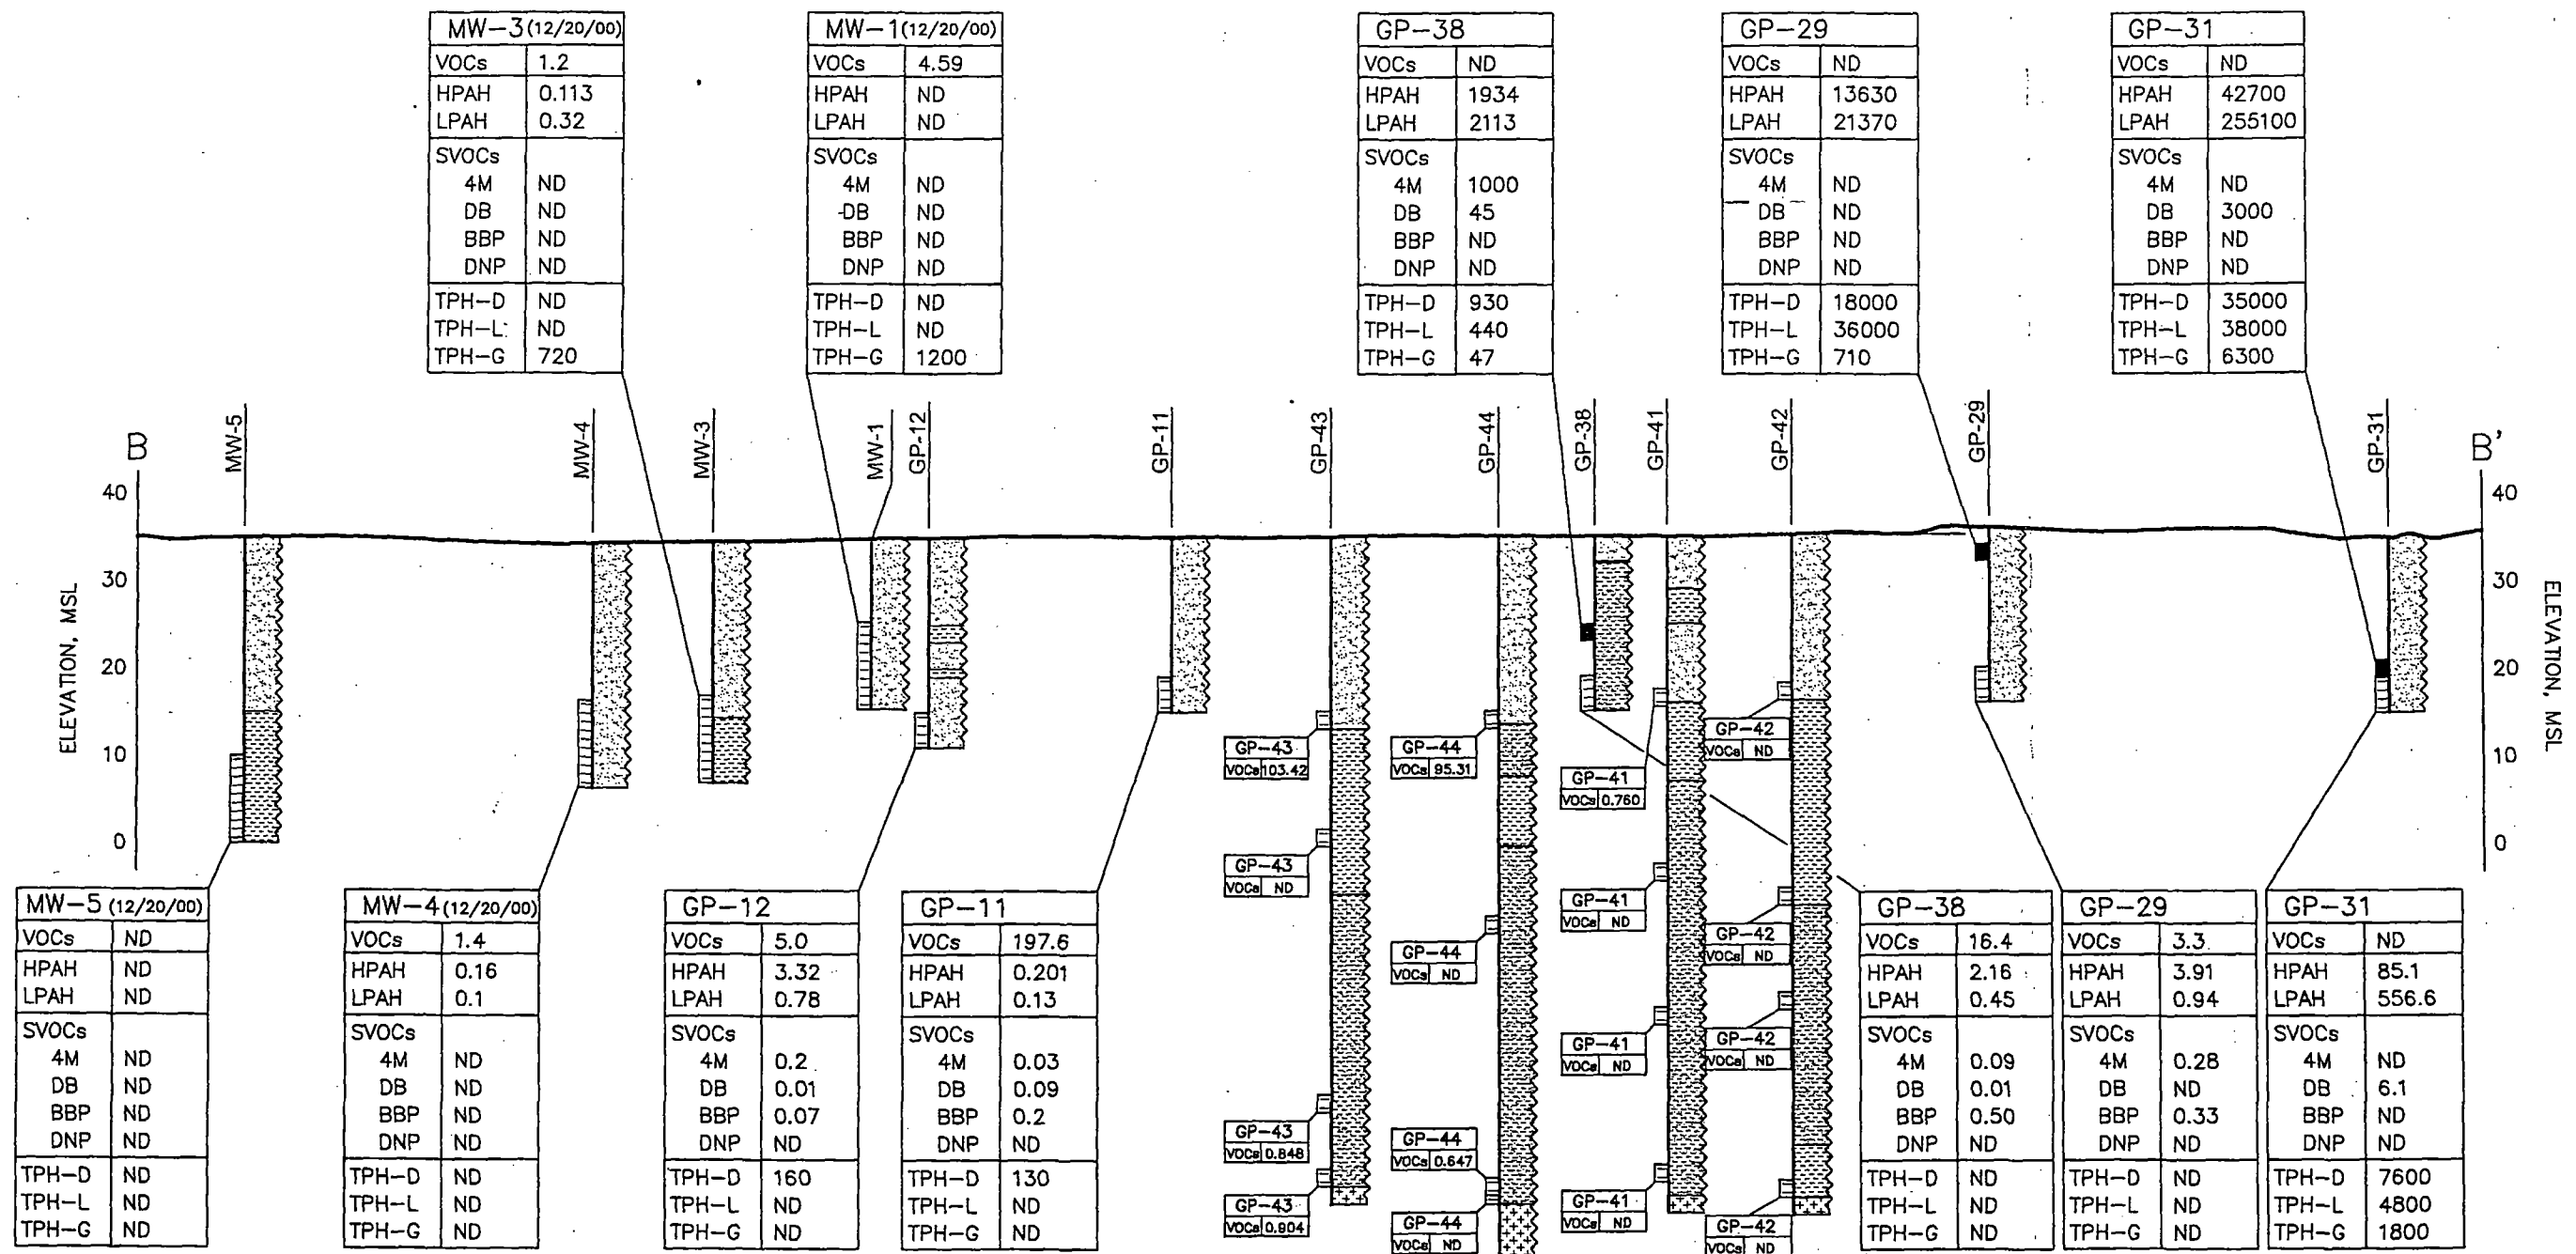 MW-3 (12/20/00)
VOCs 1.2
HPAH 0.113
LPAH 0.32
SVOCs
4M ND
DB ND
BBP ND
DNP ND
TPH-D ND
TPH-L ND
TPH-G 720
MW-1 (12/20/00)
VOCs 4.59
HPAH ND
LPAH ND
SVOCs
4M ND
DB ND
BBP ND
DNP ND
TPH-D ND
TPH-L ND
TPH-G 1200
GP-38
VOCs ND
HPAH 1934
LPAH 2113
SVOCs
4M 1000
DB 45
BBP ND
DNP ND
TPH-D 930
TPH-L 440
TPH-G 47
GP-29
VOCs ND
HPAH 13630
LPAH 21370
SVOCs
4M ND
DB ND
BBP ND
DNP ND
TPH-D 18000
TPH-L 36000
TPH-G 710
GP-31
VOCs ND
HPAH 42700
LPAH 255100
SVOCs
4M ND
DB 3000
BBP ND
DNP ND
TPH-D 35000
TPH-L 38000
TPH-G 6300
B
MW-5
MW-4
MW-3
MW-1
GP-12
GP-11
GP-43
GP-44
GP-38
GP-41
GP-42
GP-29
GP-31
B'
40
30
20
10
0
ELEVATION, MSL
40
30
20
10
0
ELEVATION, MSL
GP-43
VOCs 103.42
GP-43
VOCs ND
GP-43
VOCs 0.848
GP-43
VOCs 0.904
GP-44
VOCs 95.31
GP-44
VOCs ND
GP-44
VOCs 0.647
GP-44
VOCs ND
GP-41
VOCs 0.760
GP-41
VOCs ND
GP-41
VOCs ND
GP-41
VOCs ND
GP-42
VOCs ND
GP-42
VOCs ND
GP-42
VOCs ND
GP-42
VOCs ND
MW-5 (12/20/00)
VOCs ND
HPAH ND
LPAH ND
SVOCs
4M ND
DB ND
BBP ND
DNP ND
TPH-D ND
TPH-L ND
TPH-G ND
MW-4 (12/20/00)
VOCs 1.4
HPAH 0.16
LPAH 0.1
SVOCs
4M ND
DB ND
BBP ND
DNP ND
TPH-D ND
TPH-L ND
TPH-G ND
GP-12
VOCs 5.0
HPAH 3.32
LPAH 0.78
SVOCs
4M 0.2
DB 0.01
BBP 0.07
DNP ND
TPH-D 160
TPH-L ND
TPH-G ND
GP-11
VOCs 197.6
HPAH 0.201
LPAH 0.13
SVOCs
4M 0.03
DB 0.09
BBP 0.2
DNP ND
TPH-D 130
TPH-L ND
TPH-G ND
GP-38
VOCs 16.4
HPAH 2.16
LPAH 0.45
SVOCs
4M 0.09
DB 0.01
BBP 0.50
DNP ND
TPH-D ND
TPH-L ND
TPH-G ND
GP-29
VOCs 3.3
HPAH 3.91
LPAH 0.94
SVOCs
4M 0.28
DB ND
BBP 0.33
DNP ND
TPH-D ND
TPH-L ND
TPH-G ND
GP-31
VOCs ND
HPAH 85.1
LPAH 556.6
SVOCs
4M ND
DB 6.1
BBP ND
DNP ND
TPH-D 7600
TPH-L 4800
TPH-G 1800